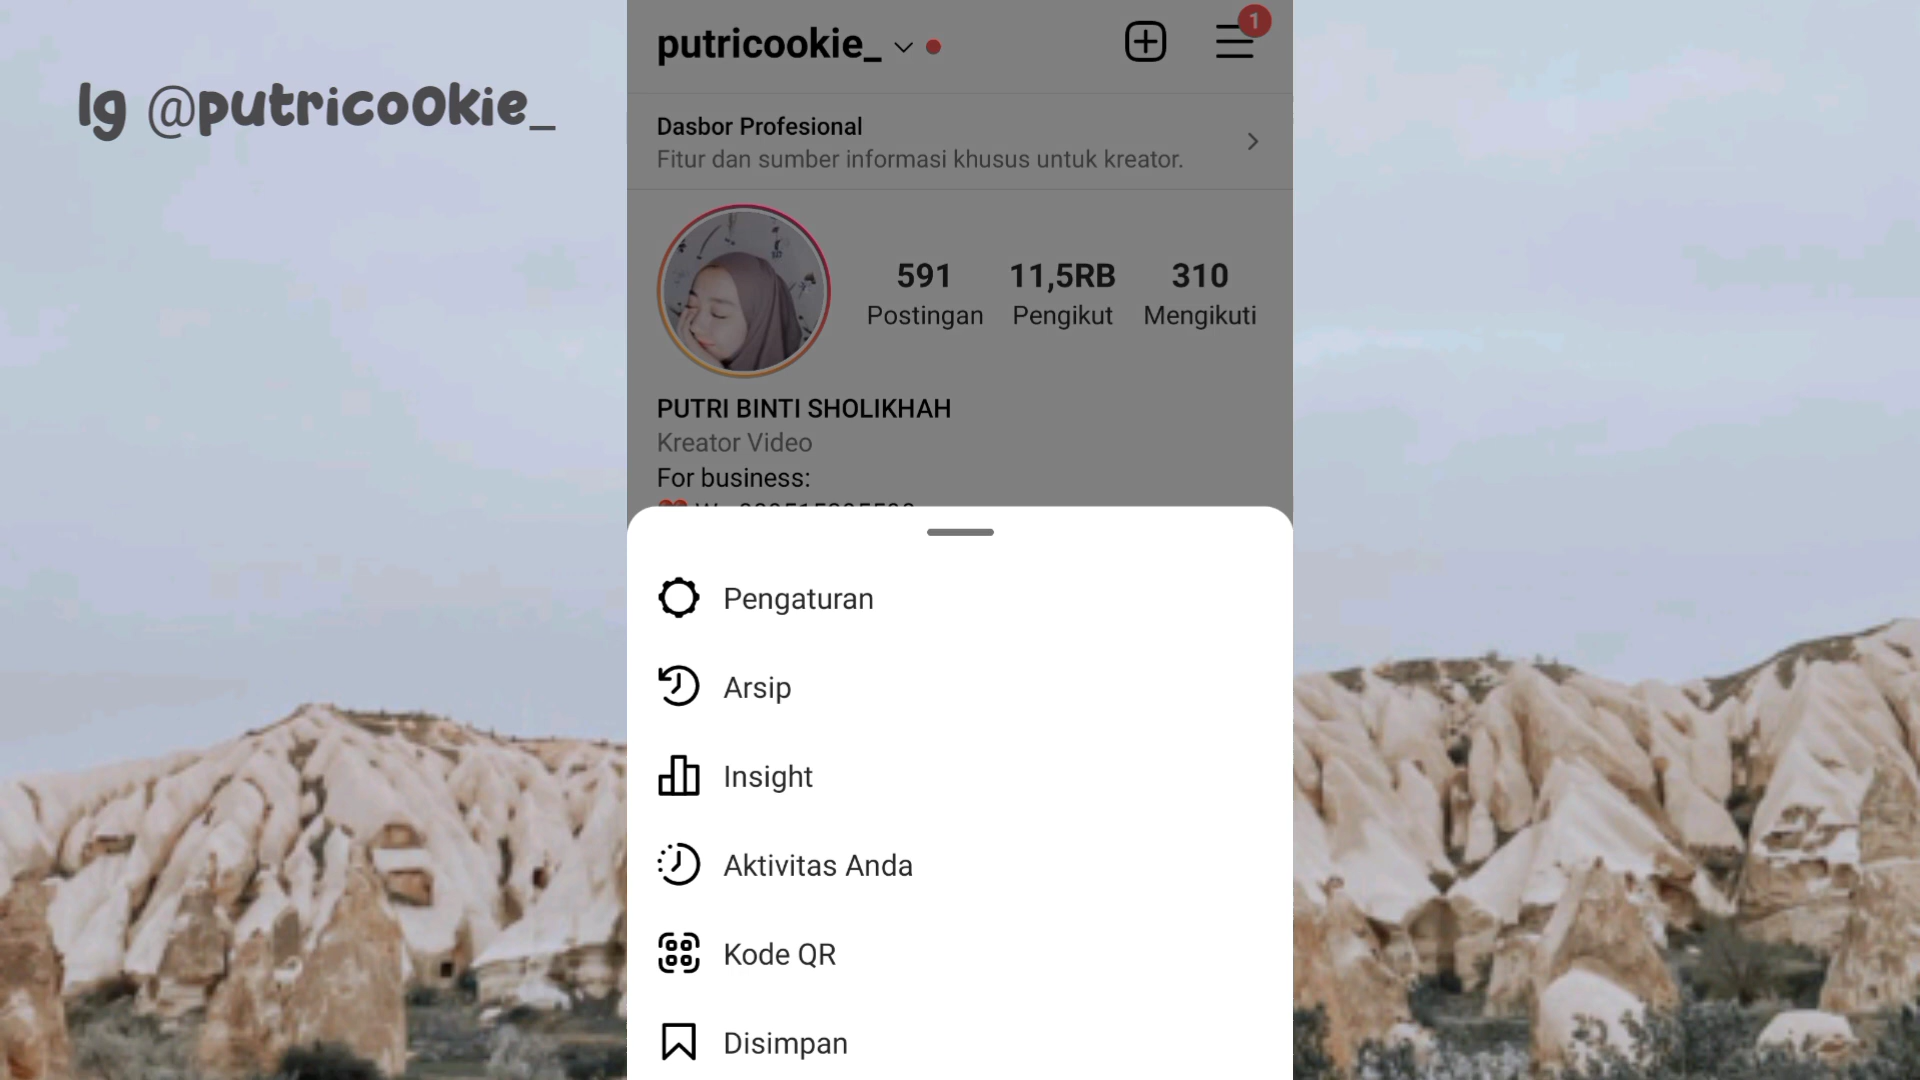 Ig @putricoOkie_
putricookie_
1
Dasbor Profesional
Fitur dan sumber informasi khusus untuk kreator.
591
11,5RB
310
Postingan
Pengikut
Mengikuti
PUTRI BINTI SHOLIKHAH
Kreator Video
For business:
Pengaturan
Arsip
Insight
Aktivitas Anda
Kode QR
Disimpan